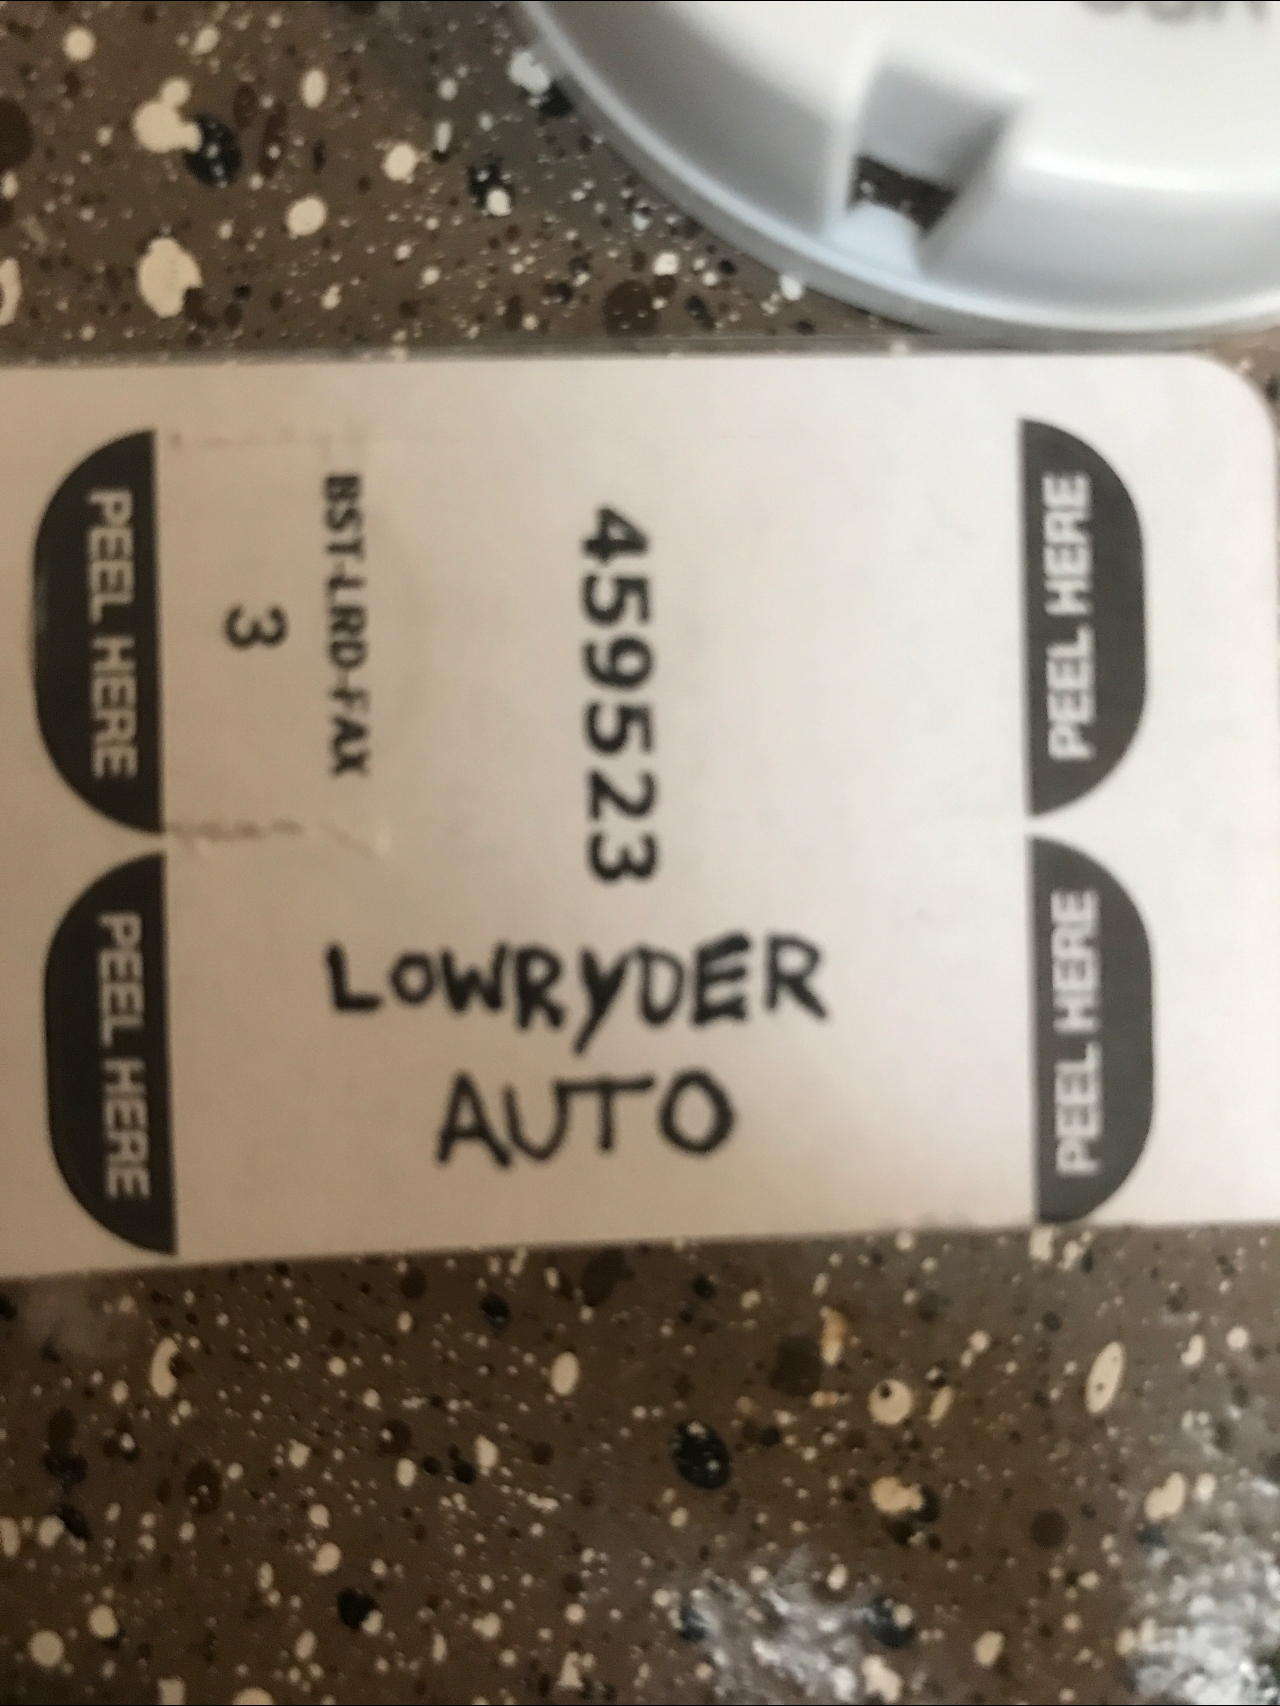 PEEL HERE
PEEL HERE
BST-LRD-FAX
3
4595523
PEEL HERE
PEEL HERE
LOWRYDER
AUTO